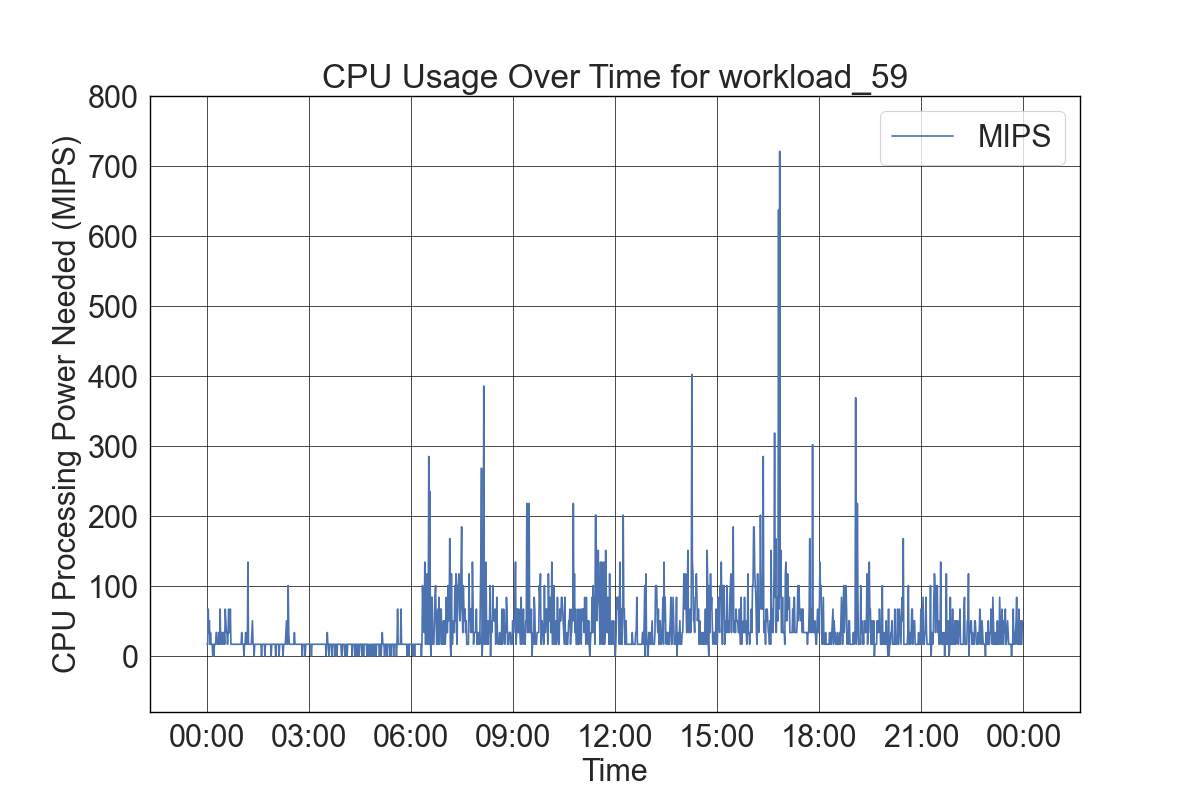 CPU Usage Over Time for workload_59
MIPS
CPU Processing Power Needed (MIPS)
800
700
600
500
400
300
200
100
0
00:00 03:00 06:00 09:00 12:00 15:00 18:00 21:00 00:00
Time